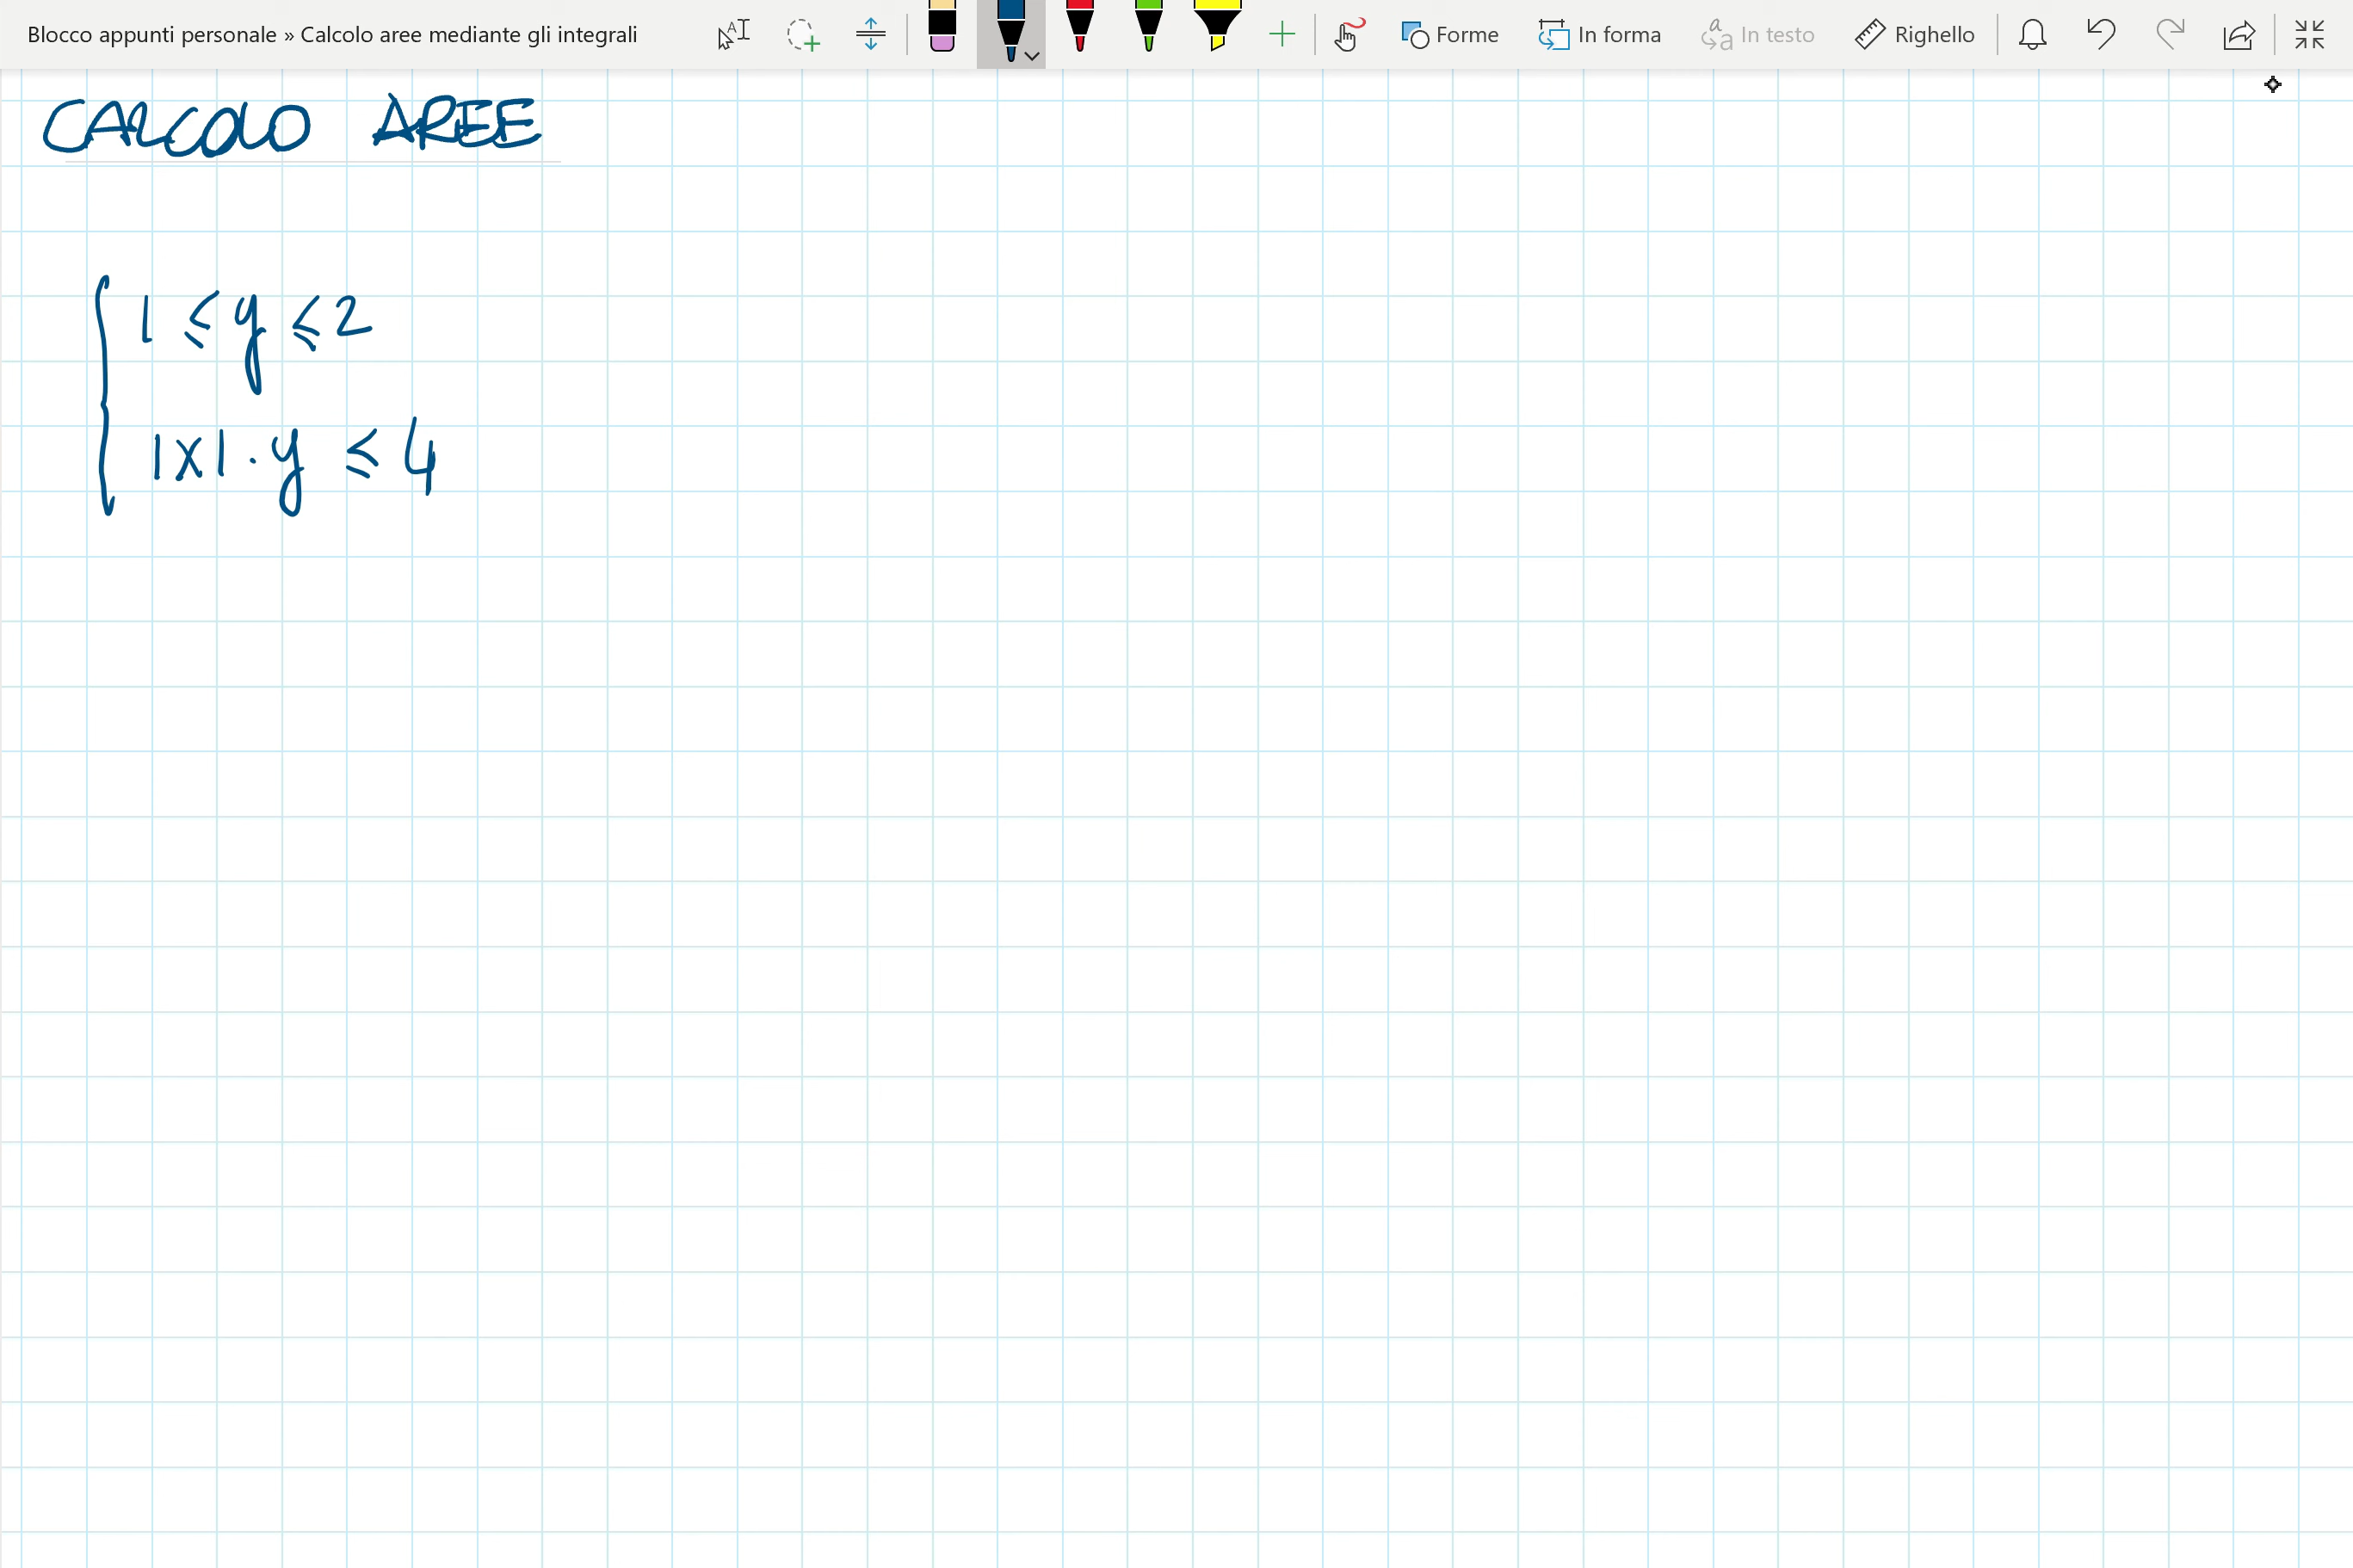 Blocco appunti personale » Calcolo aree mediante gli integrali Forme In forma In testo Righello
CALCOLO AREE
1 ≤ y ≤ 2
|x| · y ≤ 4